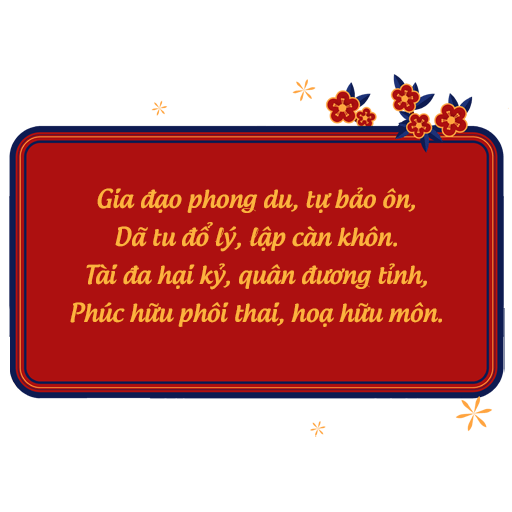 Gia đạo phong du, tự bảo ôn,
Dã tu đổ lý, lập càn khôn.
Tài đa hại kỷ, quân đương tỉnh,
Phúc hữu phôi thai, hoạ hữu môn.